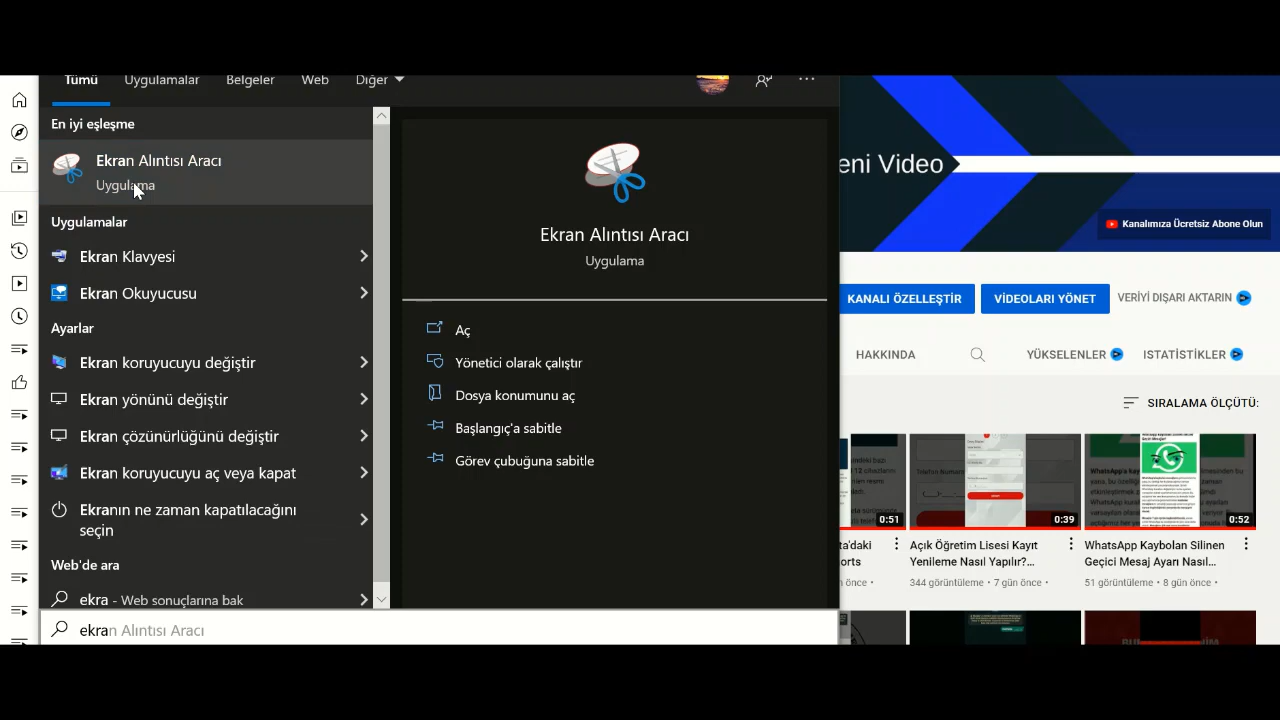 Tümü
Uygulamalar
Belgeler
Web
Diğer
En iyi eşleşme
Ekran Alıntısı Aracı
Uygulama
Uygulamalar
Ekran Klavyesi
Ekran Okuyucusu
Ayarlar
Ekran koruyucuyu değiştir
Ekran yönünü değiştir
Ekran çözünürlüğünü değiştir
Ekran koruyucuyu aç veya kapat
Ekranın ne zaman kapatılacağını
seçin
Web'de ara
ekra - Web sonuçlarına bak
ekran Alıntısı Aracı
Ekran Alıntısı Aracı
Uygulama
Aç
Yönetici olarak çalıştır
Dosya konumunu aç
Başlangıç'a sabitle
Görev çubuğuna sabitle
eni Video
Kanalımıza Ücretsiz Abone Olun
KANALI ÖZELLEŞTİR
VİDEOLARI YÖNET
VERİYİ DIŞARI AKTARIN
HAKKINDA
YÜKSELENLER
ISTATİSTİKLER
SIRALAMA ÖLÇÜTÜ:
0:51
0:39
0:52
ta'daki
orts
önce •
Açık Öğretim Lisesi Kayıt
Yenileme Nasıl Yapılır?...
344 görüntüleme • 7 gün önce •
WhatsApp Kaybolan Silinen
Geçici Mesaj Ayarı Nasıl...
51 görüntüleme • 8 gün önce •